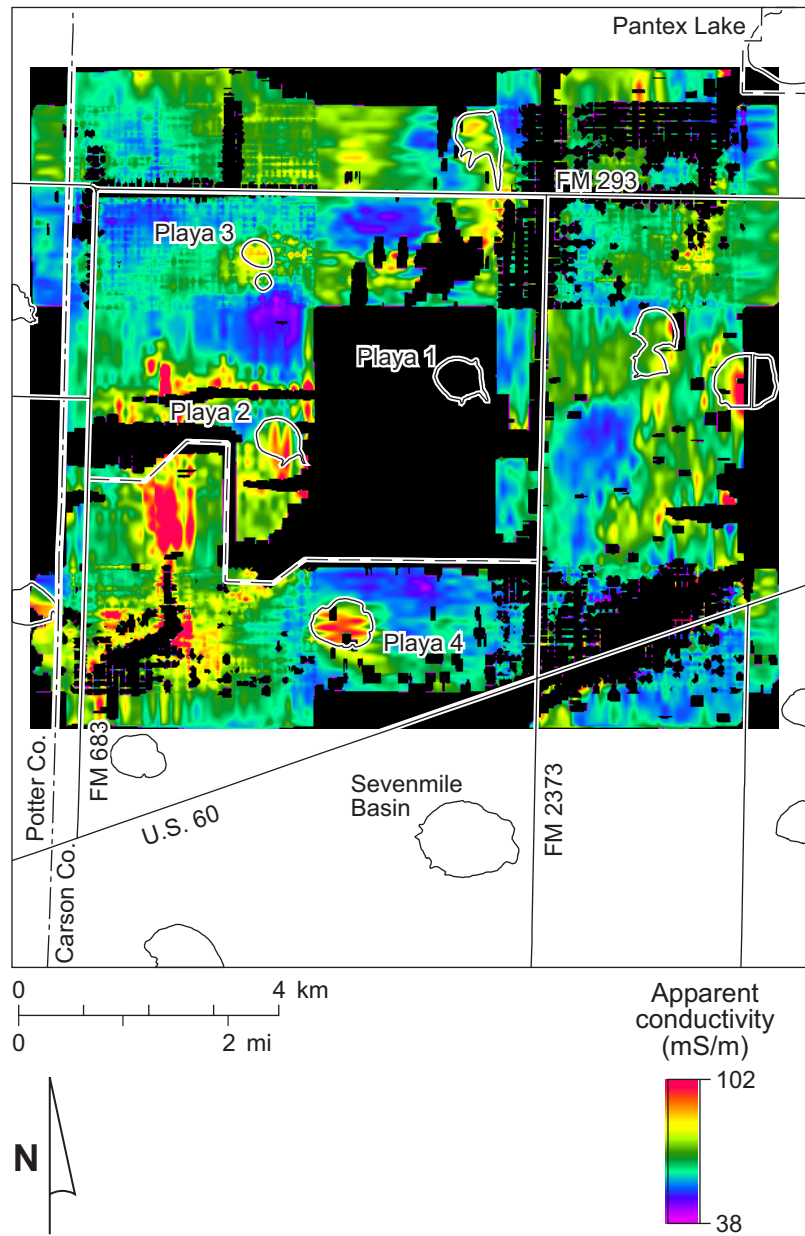 Pantex Lake
FM 293
Playa 3
Playa 1
Playa 2
Playa 4
Potter Co.
Carson Co.
FM 683
U.S. 60
Sevenmile
Basin
FM 2373
0 4 km
0 2 mi
N
Apparent
conductivity
(mS/m)
102
38